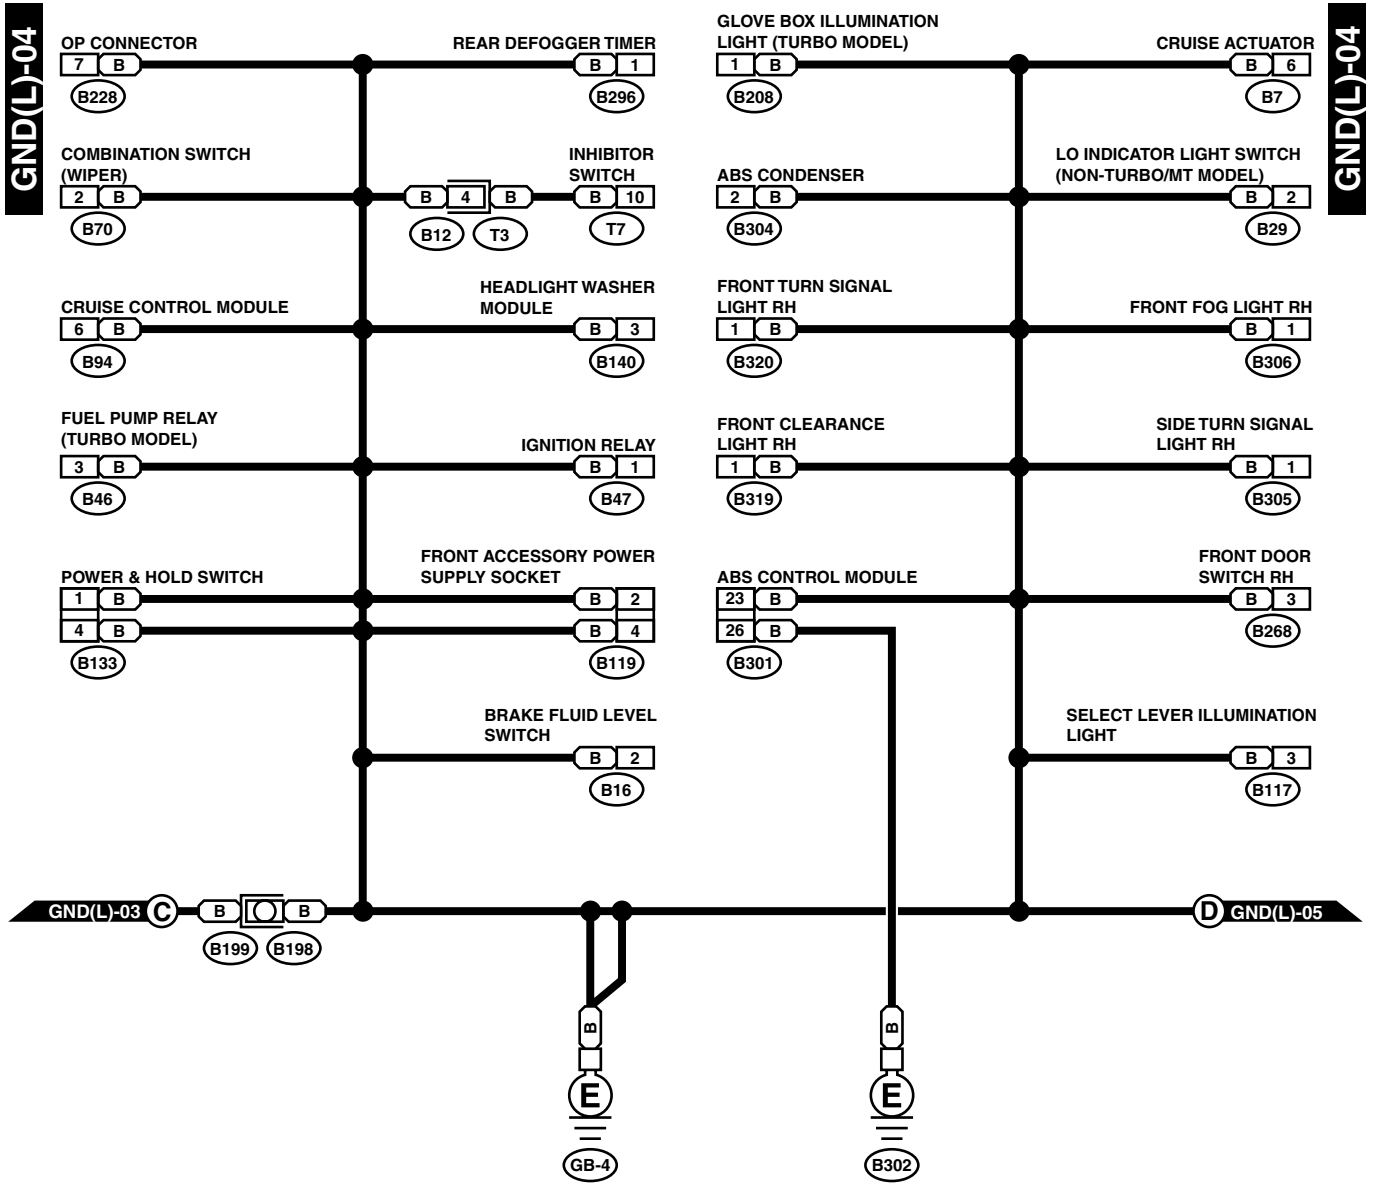 GND(L)-04
GND(L)-04
OP CONNECTOR
7 B
B228
REAR DEFOGGER TIMER
B 1
B296
COMBINATION SWITCH
(WIPER)
2 B
B70
B 4 B
B12 T3
INHIBITOR
SWITCH
B 10
T7
CRUISE CONTROL MODULE
6 B
B94
HEADLIGHT WASHER
MODULE
B 3
B140
FUEL PUMP RELAY
(TURBO MODEL)
3 B
B46
IGNITION RELAY
B 1
B47
POWER & HOLD SWITCH
1 B
4 B
B133
FRONT ACCESSORY POWER
SUPPLY SOCKET
B 2
B 4
B119
BRAKE FLUID LEVEL
SWITCH
B 2
B16
GLOVE BOX ILLUMINATION
LIGHT (TURBO MODEL)
1 B
B208
CRUISE ACTUATOR
B 6
B7
ABS CONDENSER
2 B
B304
LO INDICATOR LIGHT SWITCH
(NON-TURBO/MT MODEL)
B 2
B29
FRONT TURN SIGNAL
LIGHT RH
1 B
B320
FRONT FOG LIGHT RH
B 1
B306
FRONT CLEARANCE
LIGHT RH
1 B
B319
SIDE TURN SIGNAL
LIGHT RH
B 1
B305
ABS CONTROL MODULE
23 B
26 B
B301
FRONT DOOR
SWITCH RH
B 3
B268
SELECT LEVER ILLUMINATION
LIGHT
B 3
B117
GND(L)-03 C B B
B199 B198
D GND(L)-05
B
E
GB-4
B
E
B302